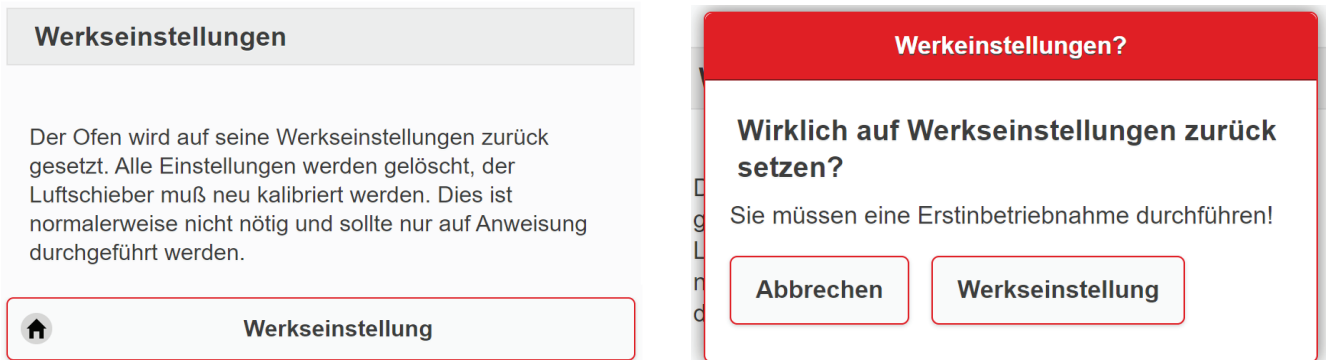 Werkseinstellungen
Der Ofen wird auf seine Werkseinstellungen zurück
gesetzt. Alle Einstellungen werden gelöscht, der
Luftschieber muß neu kalibriert werden. Dies ist
normalerweise nicht nötig und sollte nur auf Anweisung
durchgeführt werden.
Werkseinstellung
Werkeinstellungen?
Wirklich auf Werkseinstellungen zurück
setzen?
Sie müssen eine Erstinbetriebnahme durchführen!
Abbrechen
Werkseinstellung